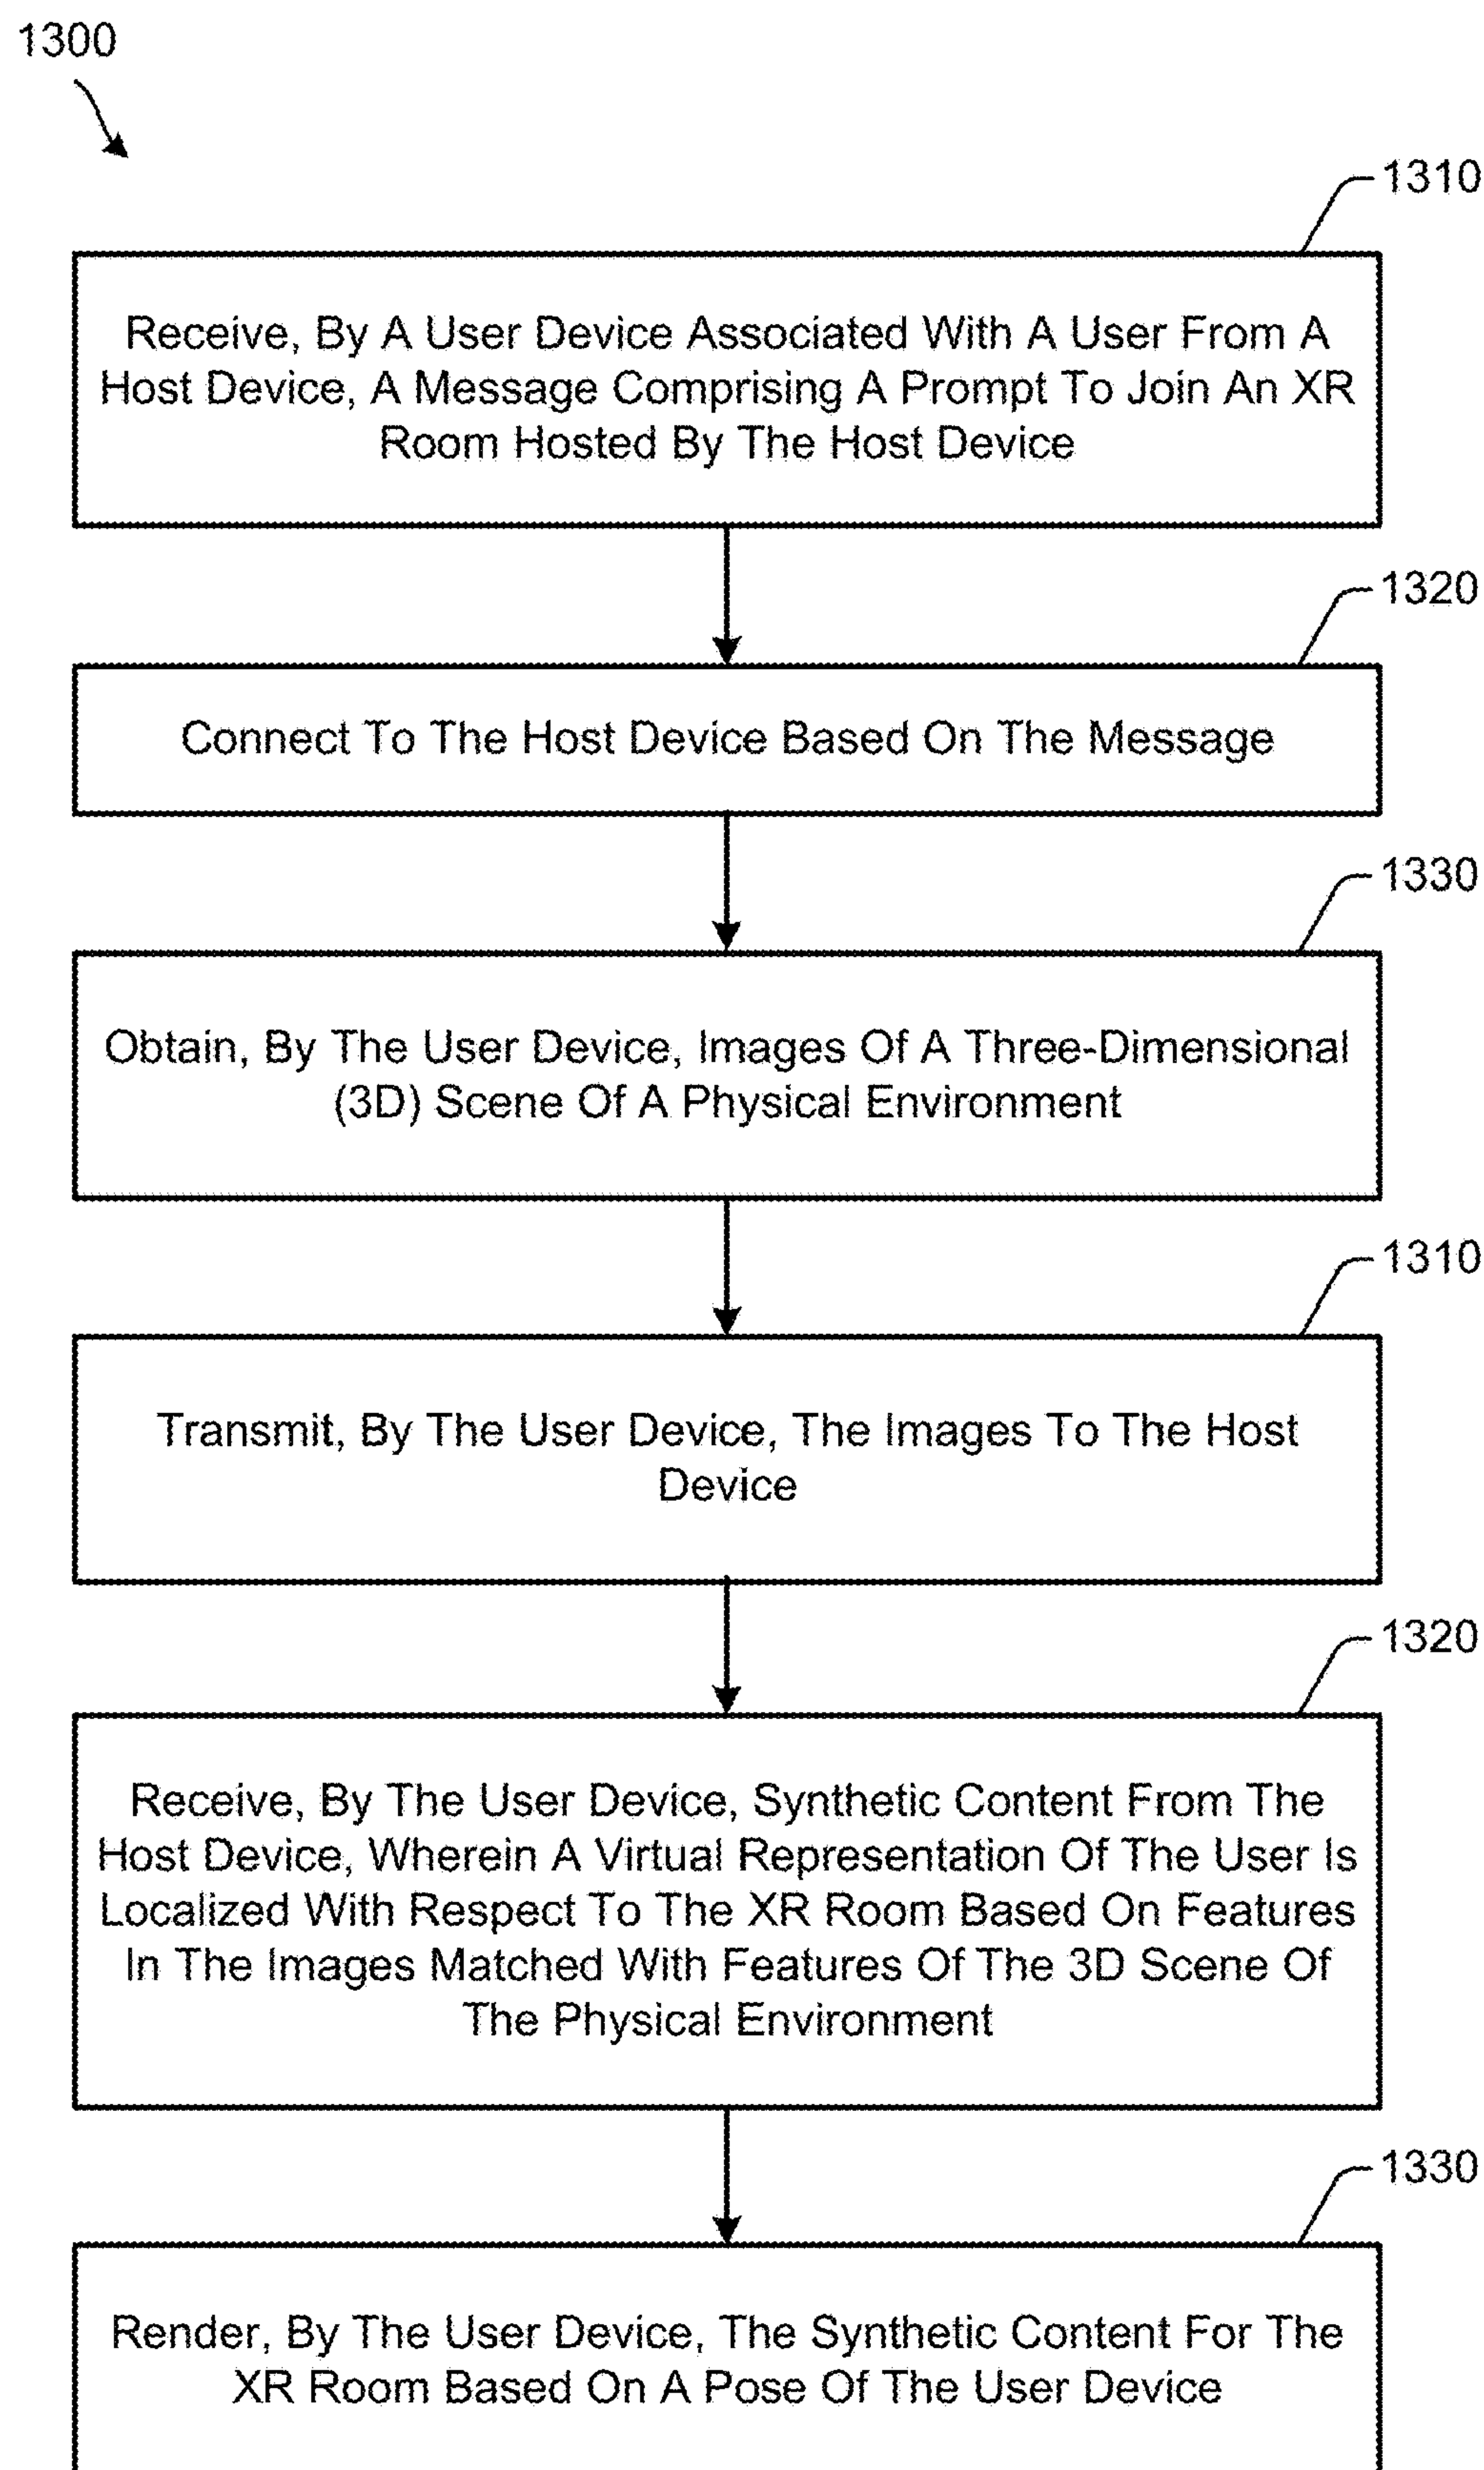 1300
1310
Receive, By A User Device Associated With A User From A
Host Device, A Message Comprising A Prompt To Join An XR
Room Hosted By The Host Device
1320
Connect To The Host Device Based On The Message
1330
Obtain, By The User Device, Images Of A Three-Dimensional
(3D) Scene Of A Physical Environment
1310
Transmit, By The User Device, The Images To The Host
Device
1320
Receive, By The User Device, Synthetic Content From The
Host Device, Wherein A Virtual Representation Of The User Is
Localized With Respect To The XR Room Based On Features
In The Images Matched With Features Of The 3D Scene Of
The Physical Environment
1330
Render, By The User Device, The Synthetic Content For The
XR Room Based On A Pose Of The User Device